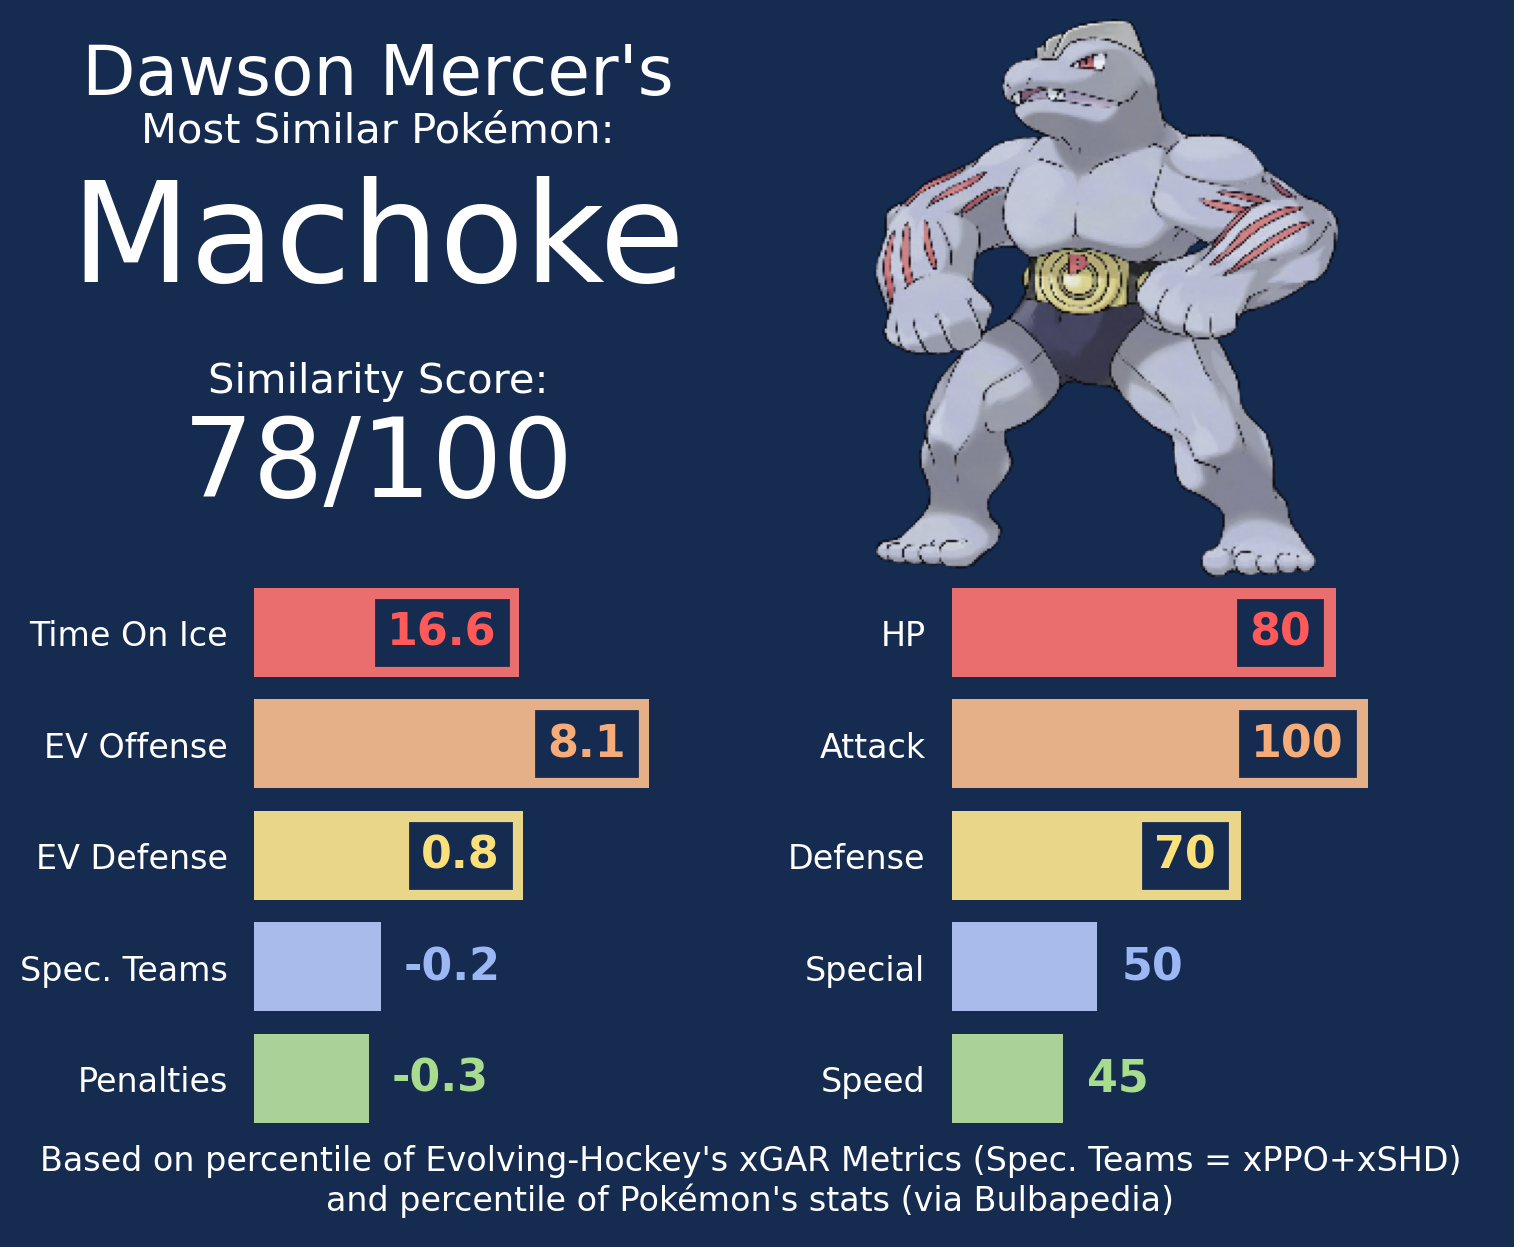 Dawson Mercer's
Most Similar Pokémon:
Machoke
Similarity Score:
78/100
Time On Ice 16.6
EV Offense 8.1
EV Defense 0.8
Spec. Teams -0.2
Penalties -0.3
HP 80
Attack 100
Defense 70
Special 50
Speed 45
Based on percentile of Evolving-Hockey's xGAR Metrics (Spec. Teams = xPPO+xSHD)
and percentile of Pokémon's stats (via Bulbapedia)